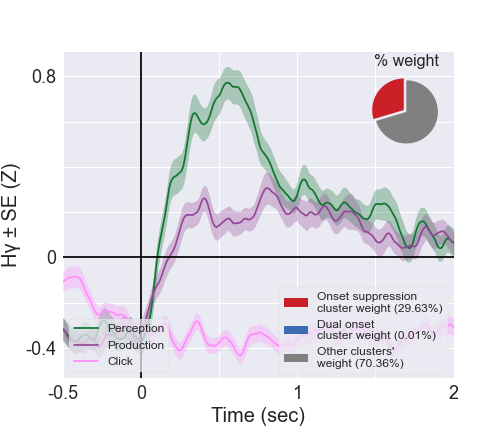 % weight
0.8
0
-0.4
Hγ ± SE (Z)
Perception
Production
Click
Onset suppression
cluster weight (29.63%)
Dual onset
cluster weight (0.01%)
Other clusters'
weight (70.36%)
-0.5
0
1
2
Time (sec)